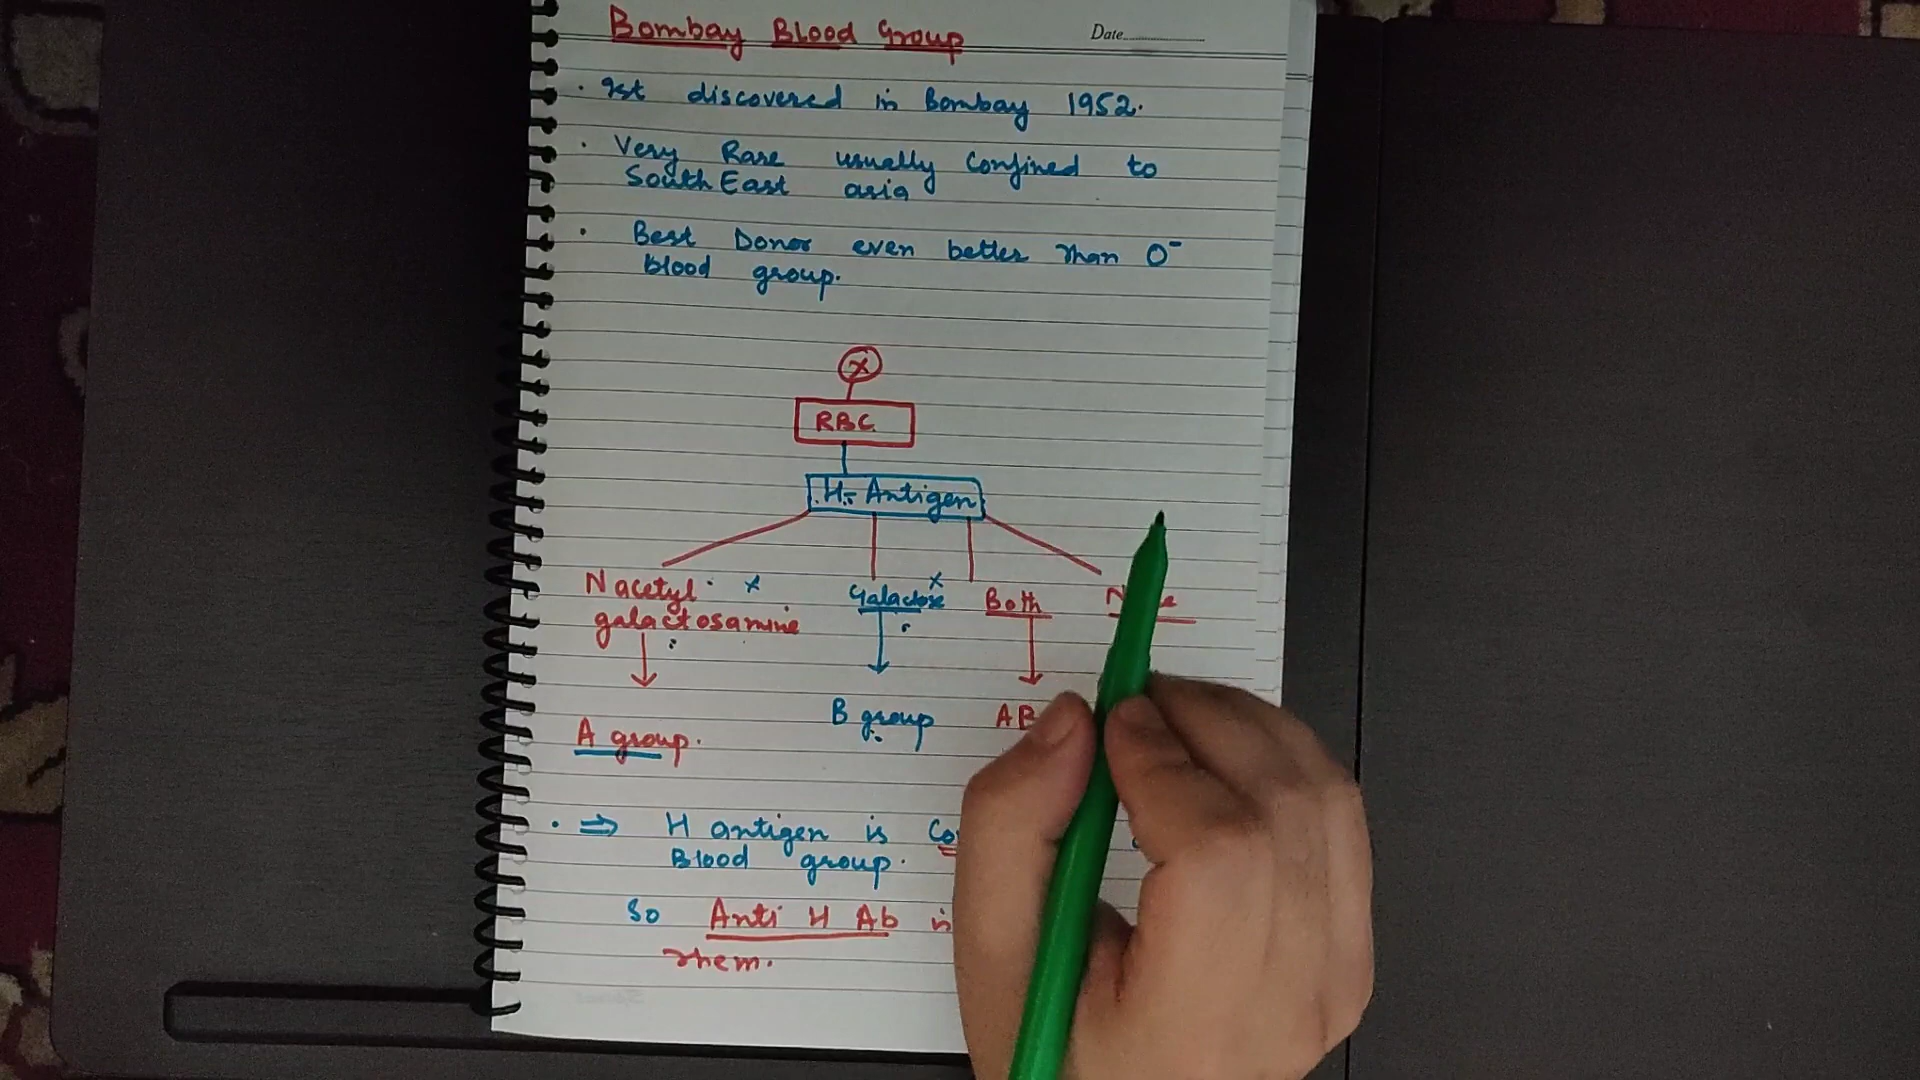 Bombay Blood Group
Date
• 1st discovered in Bombay 1952.
• Very Rare usually confined to
South East asia
• Best Donor even better than O⁻
blood group.
x
RBC
H- Antigen
Nacetyl x
galactosamine
Galactose x
Both
A group.
B group
AB
• ⇒ H antigen is
Blood group.
So Anti H Ab
them.